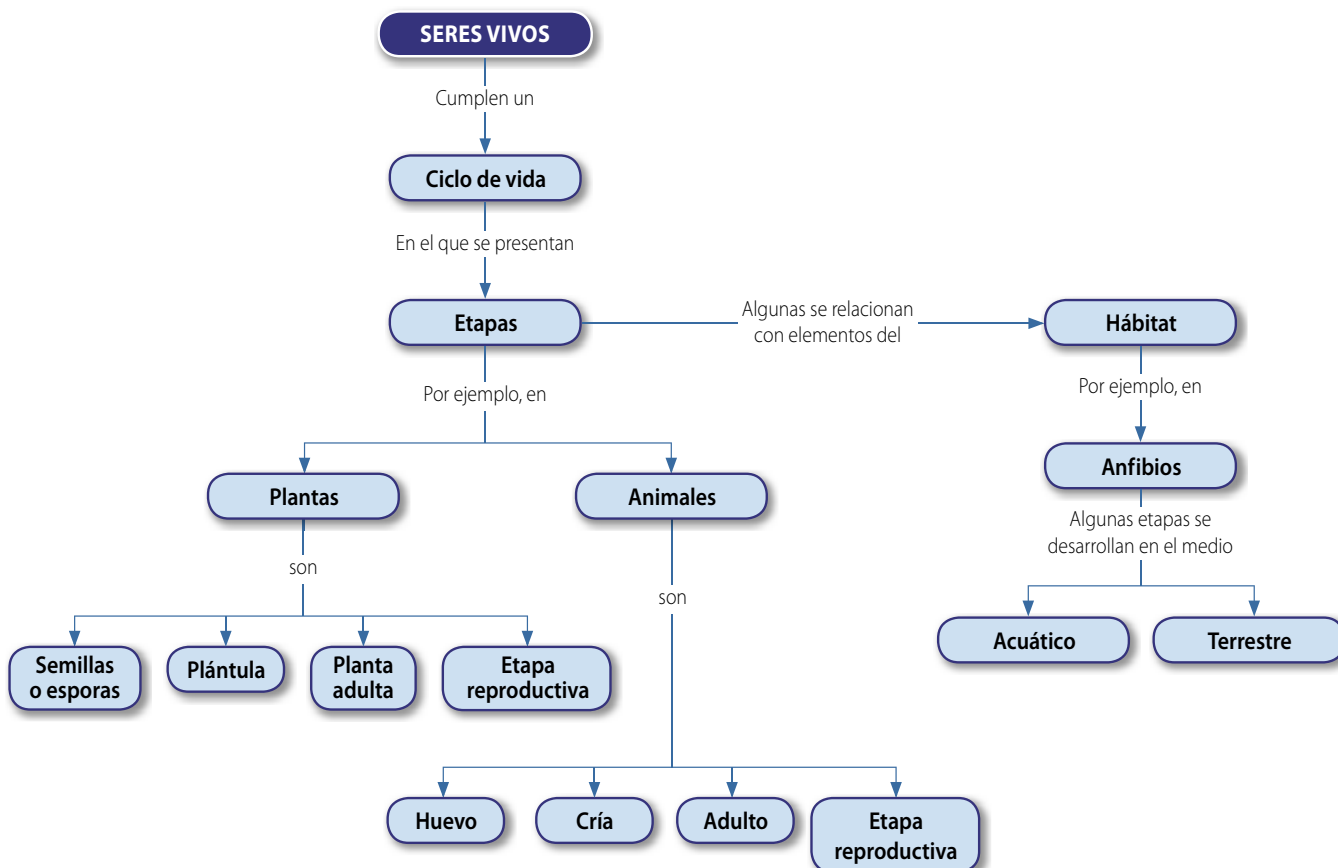 SERES VIVOS
Cumplen un
Ciclo de vida
En el que se presentan
Etapas
Algunas se relacionan
con elementos del
Hábitat
Por ejemplo, en
Por ejemplo, en
Plantas
Animales
Anfibios
son
son
Algunas etapas se
desarrollan en el medio
Semillas
o esporas
Plántula
Planta
adulta
Etapa
reproductiva
Acuático
Terrestre
Huevo
Cría
Adulto
Etapa
reproductiva